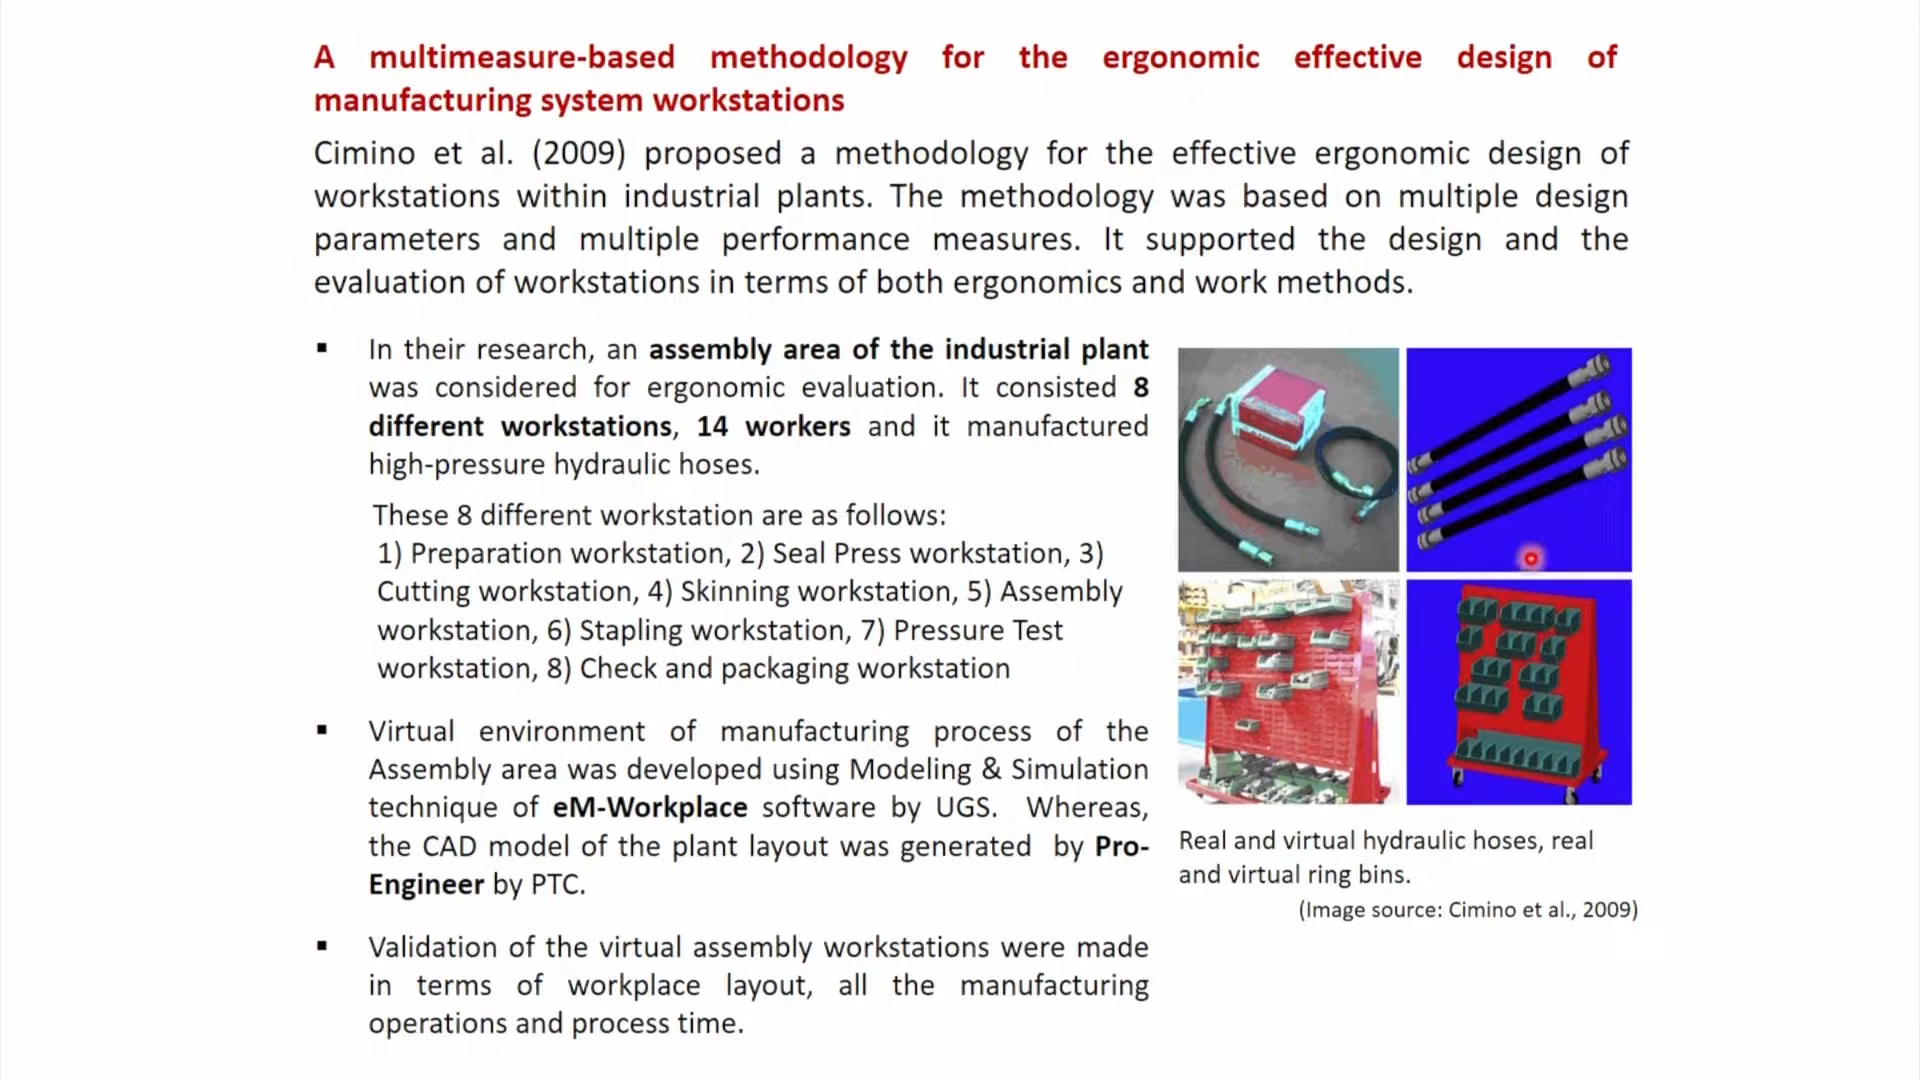 A multimeasure-based methodology for the ergonomic effective design of
manufacturing system workstations
Cimino et al. (2009) proposed a methodology for the effective ergonomic design of
workstations within industrial plants. The methodology was based on multiple design
parameters and multiple performance measures. It supported the design and the
evaluation of workstations in terms of both ergonomics and work methods.
▪ In their research, an assembly area of the industrial plant
was considered for ergonomic evaluation. It consisted 8
different workstations, 14 workers and it manufactured
high-pressure hydraulic hoses.
These 8 different workstation are as follows:
1) Preparation workstation, 2) Seal Press workstation, 3)
Cutting workstation, 4) Skinning workstation, 5) Assembly
workstation, 6) Stapling workstation, 7) Pressure Test
workstation, 8) Check and packaging workstation
▪ Virtual environment of manufacturing process of the
Assembly area was developed using Modeling & Simulation
technique of eM-Workplace software by UGS. Whereas,
the CAD model of the plant layout was generated by Pro-
Engineer by PTC.
▪ Validation of the virtual assembly workstations were made
in terms of workplace layout, all the manufacturing
operations and process time.
Real and virtual hydraulic hoses, real
and virtual ring bins.
(Image source: Cimino et al., 2009)